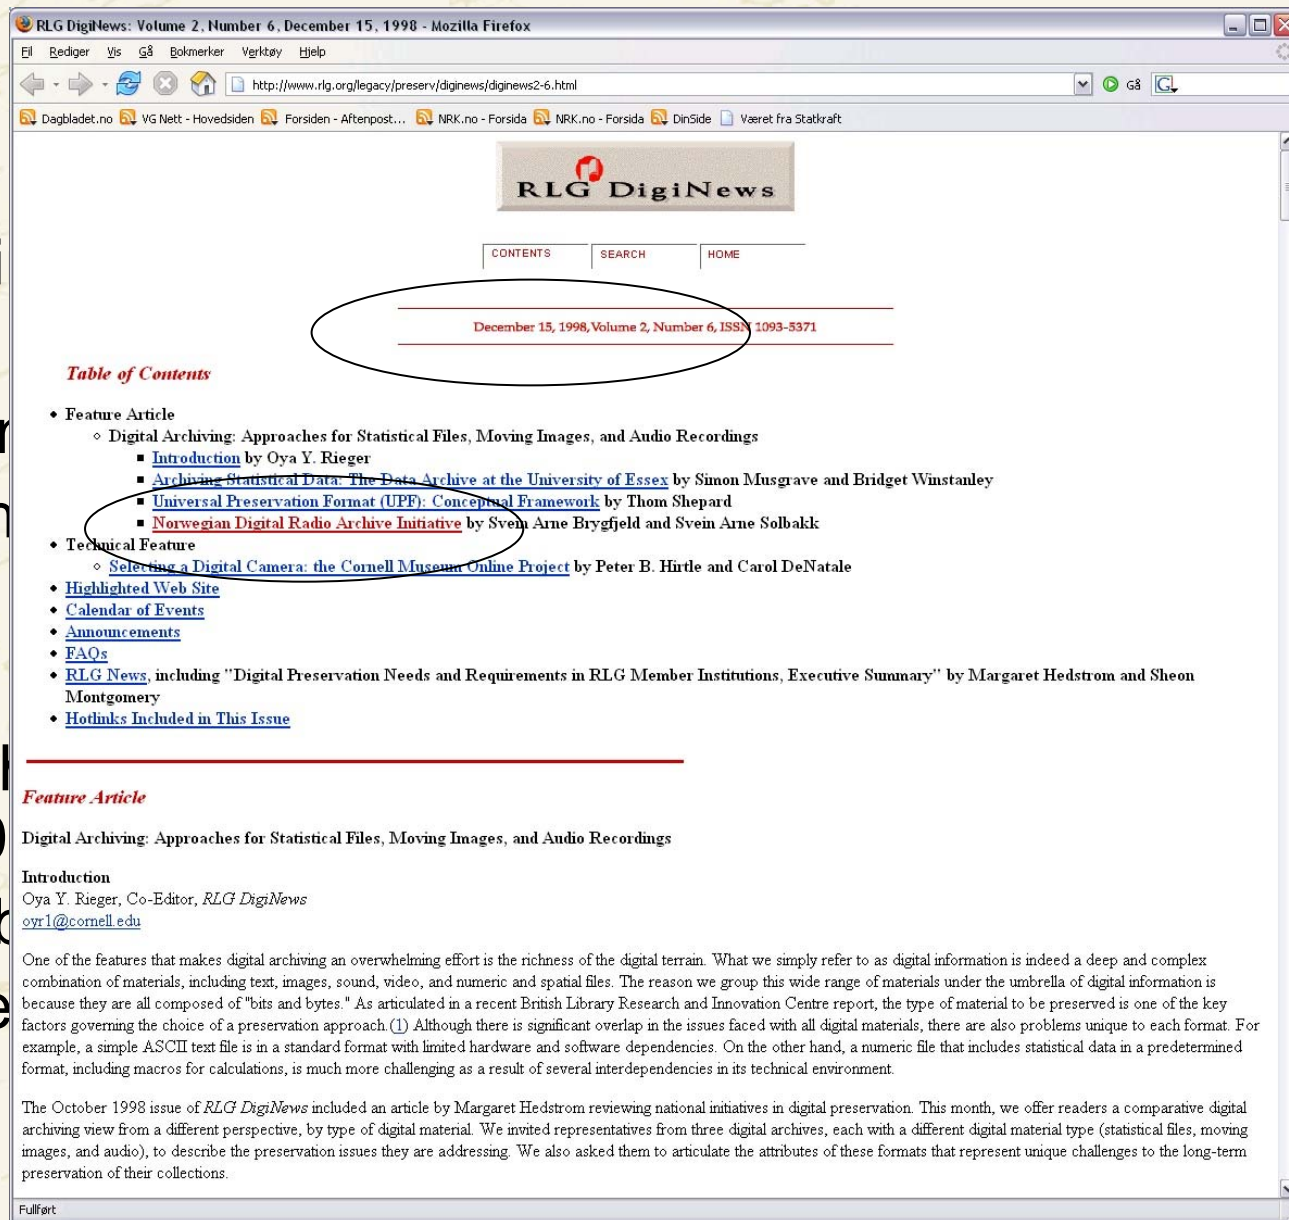 RLG DigiNews: Volume 2, Number 6, December 15, 1998 - Mozilla Firefox
Fil Rediger Vis Gå Bokmerker Verktøy Hjelp
http://www.rlg.org/legacy/preserv/diginews/diginews2-6.html Gå
Dagbladet.no VG Nett - Hovedsiden Forsiden - Aftenpost... NRK.no - Forsida NRK.no - Forsida DinSide Været fra Statkraft
RLG DigiNews
CONTENTS SEARCH HOME
December 15, 1998, Volume 2, Number 6, ISSN 1093-5371
Table of Contents
Feature Article
Digital Archiving: Approaches for Statistical Files, Moving Images, and Audio Recordings
Introduction by Oya Y. Rieger
Archiving Statistical Data: The Data Archive at the University of Essex by Simon Musgrave and Bridget Winstanley
Universal Preservation Format (UPF): Conceptual Framework by Thom Shepard
Norwegian Digital Radio Archive Initiative by Svein Arne Brygfjeld and Svein Arne Solbakk
Technical Feature
Selecting a Digital Camera: the Cornell Museum Online Project by Peter B. Hirtle and Carol DeNatale
Highlighted Web Site
Calendar of Events
Announcements
FAQs
RLG News, including "Digital Preservation Needs and Requirements in RLG Member Institutions, Executive Summary" by Margaret Hedstrom and Sheon
Montgomery
Hotlinks Included in This Issue
Feature Article
Digital Archiving: Approaches for Statistical Files, Moving Images, and Audio Recordings
Introduction
Oya Y. Rieger, Co-Editor, RLG DigiNews
oyr1@cornell.edu
One of the features that makes digital archiving an overwhelming effort is the richness of the digital terrain. What we simply refer to as digital information is indeed a deep and complex
combination of materials, including text, images, sound, video, and numeric and spatial files. The reason we group this wide range of materials under the umbrella of digital information is
because they are all composed of "bits and bytes." As articulated in a recent British Library Research and Innovation Centre report, the type of material to be preserved is one of the key
factors governing the choice of a preservation approach.(1) Although there is significant overlap in the issues faced with all digital materials, there are also problems unique to each format. For
example, a simple ASCII text file is in a standard format with limited hardware and software dependencies. On the other hand, a numeric file that includes statistical data in a predetermined
format, including macros for calculations, is much more challenging as a result of several interdependencies in its technical environment.
The October 1998 issue of RLG DigiNews included an article by Margaret Hedstrom reviewing national initiatives in digital preservation. This month, we offer readers a comparative digital
archiving view from a different perspective, by type of digital material. We invited representatives from three digital archives, each with a different digital material type (statistical files, moving
images, and audio), to describe the preservation issues they are addressing. We also asked them to articulate the attributes of these formats that represent unique challenges to the long-term
preservation of their collections.
Fullført